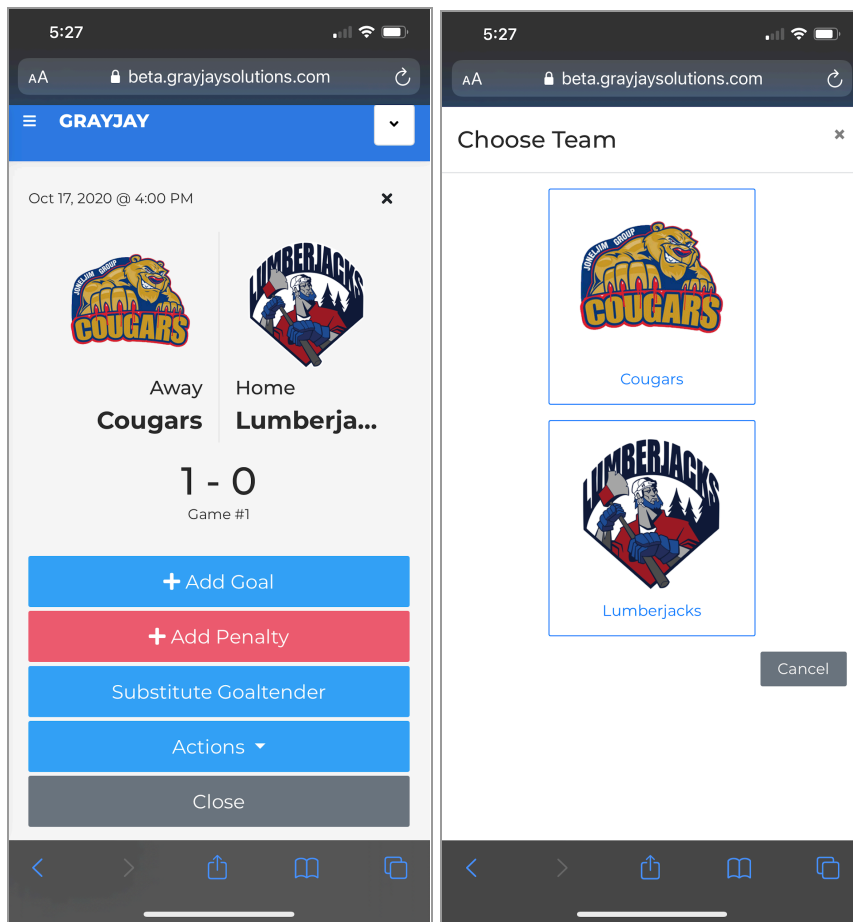 5:27
AA beta.grayjaysolutions.com
GRAYJAY
Oct 17, 2020 @ 4:00 PM
JONELJIM GROUP
COUGARS
LUMBERJACKS
Away
Home
Cougars
Lumberja...
1 - 0
Game #1
Add Goal
Add Penalty
Substitute Goaltender
Actions
Close
5:27
AA beta.grayjaysolutions.com
Choose Team
JONELJIM GROUP
COUGARS
Cougars
LUMBERJACKS
Lumberjacks
Cancel